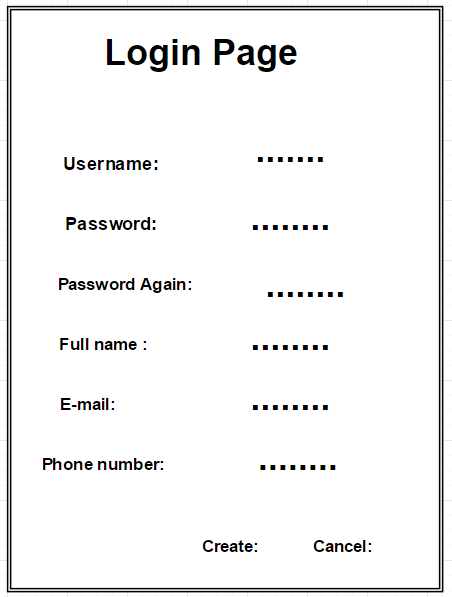 Login Page
Username: .......
Password: ........
Password Again: ........
Full name : ........
E-mail: ........
Phone number: ........
Create: Cancel: